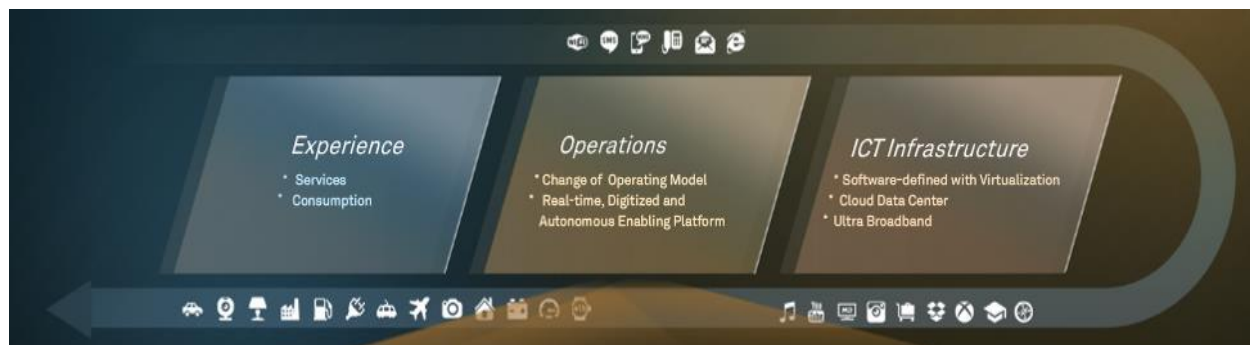 SMS
Experience
* Services
* Consumption
Operations
* Change of Operating Model
* Real-time, Digitized and
Autonomous Enabling Platform
ICT Infrastructure
* Software-defined with Virtualization
* Cloud Data Center
* Ultra Broadband